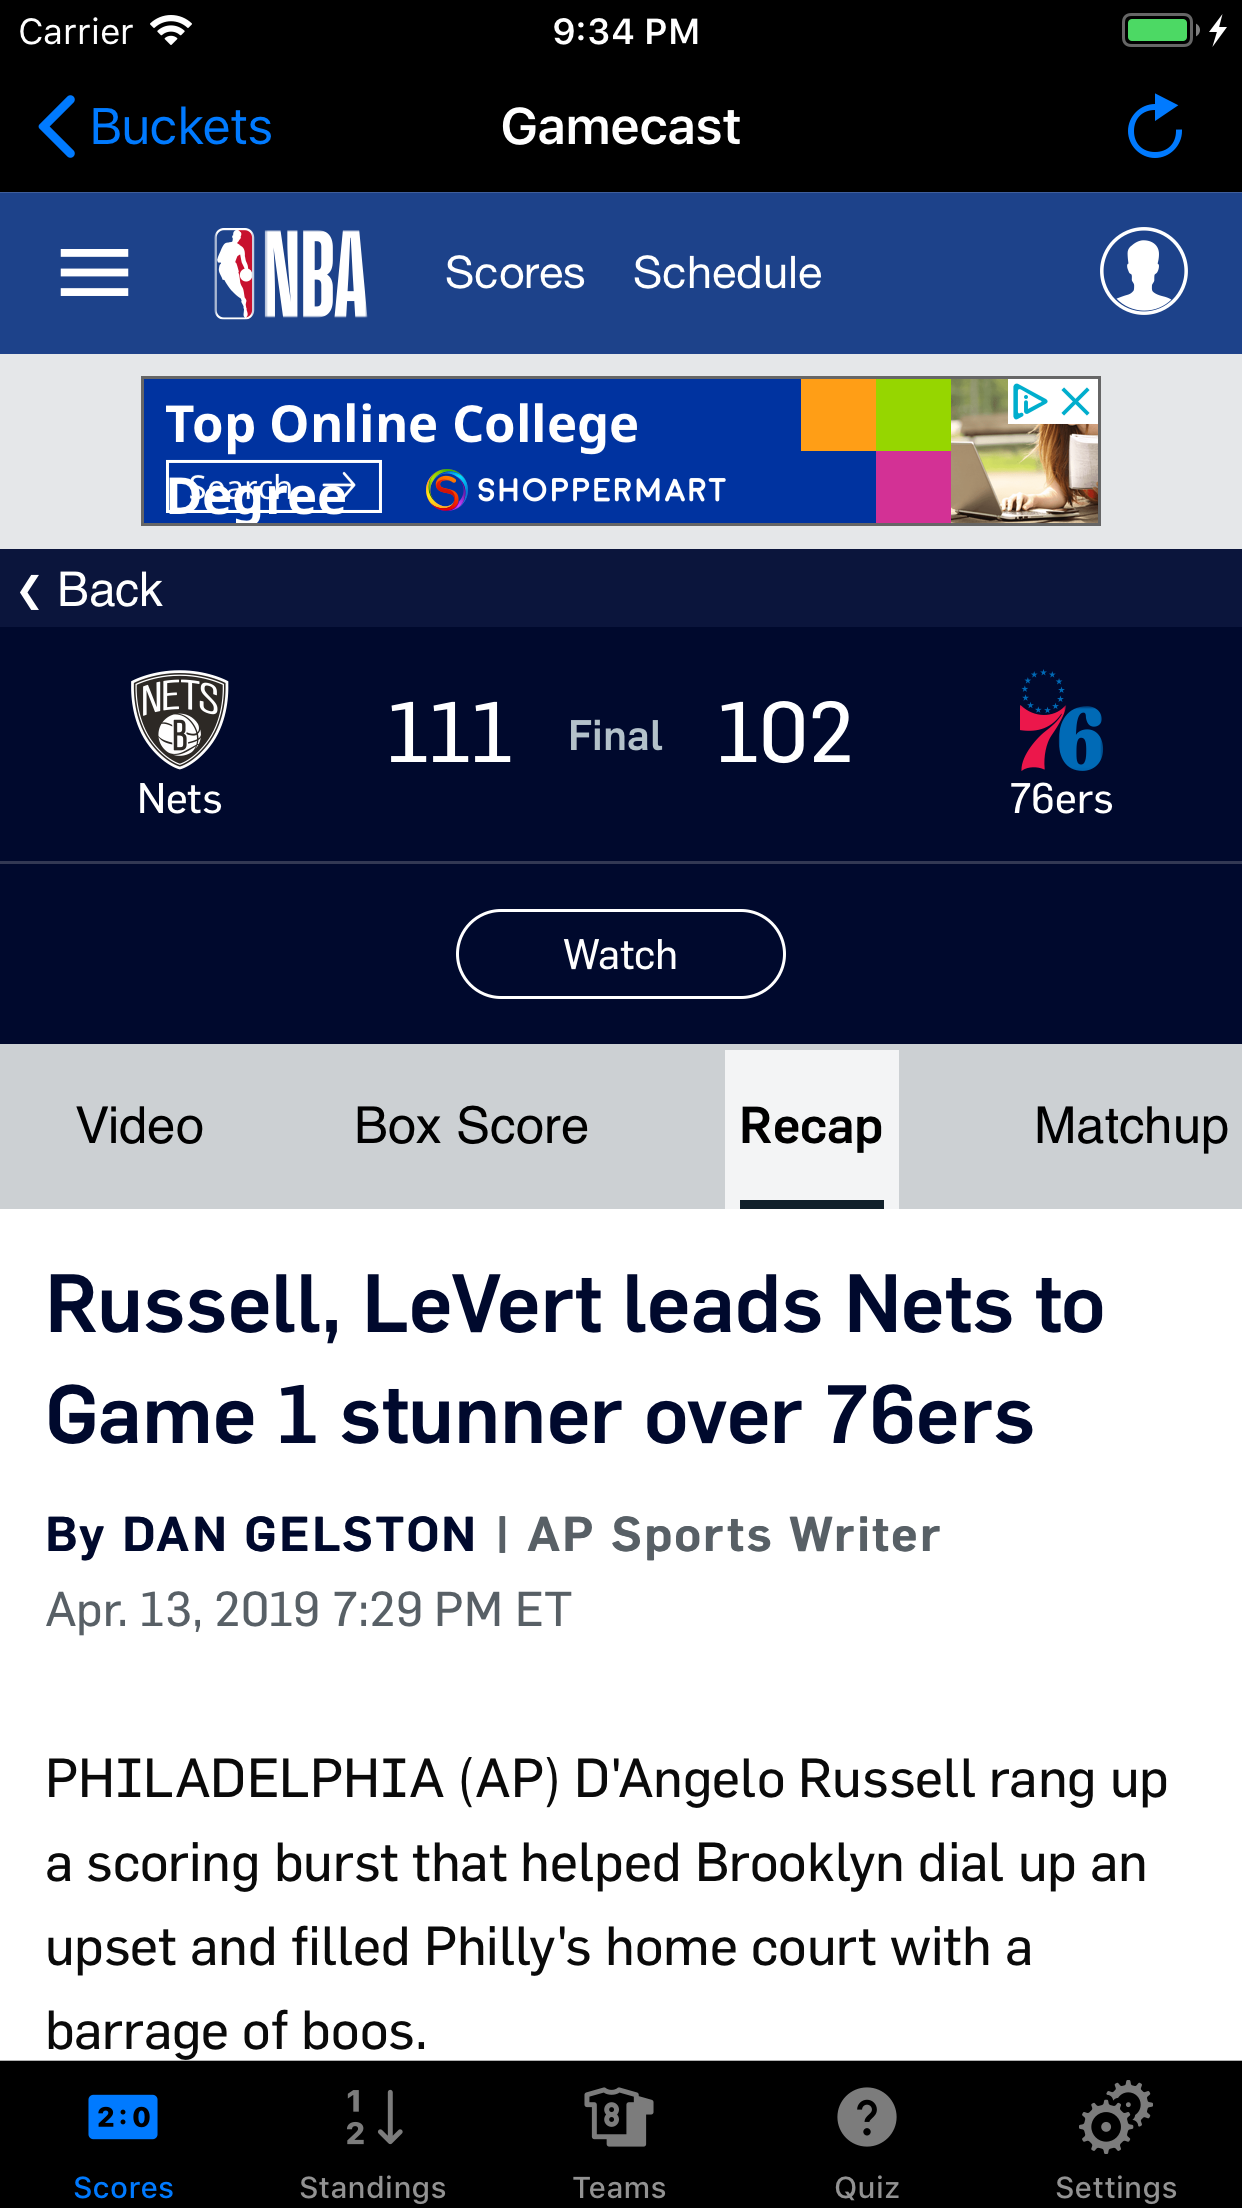 Carrier 9:34 PM
Buckets Gamecast
NBA Scores Schedule
Top Online College
Degree
Search SHOPPERMART
Back
NETS
B
Nets 111 Final 102 76ers
76
Watch
Video Box Score Recap Matchup
Russell, LeVert leads Nets to
Game 1 stunner over 76ers
By DAN GELSTON | AP Sports Writer
Apr. 13, 2019 7:29 PM ET
PHILADELPHIA (AP) D'Angelo Russell rang up
a scoring burst that helped Brooklyn dial up an
upset and filled Philly's home court with a
barrage of boos.
2:0 1 2 8 ?
Scores Standings Teams Quiz Settings